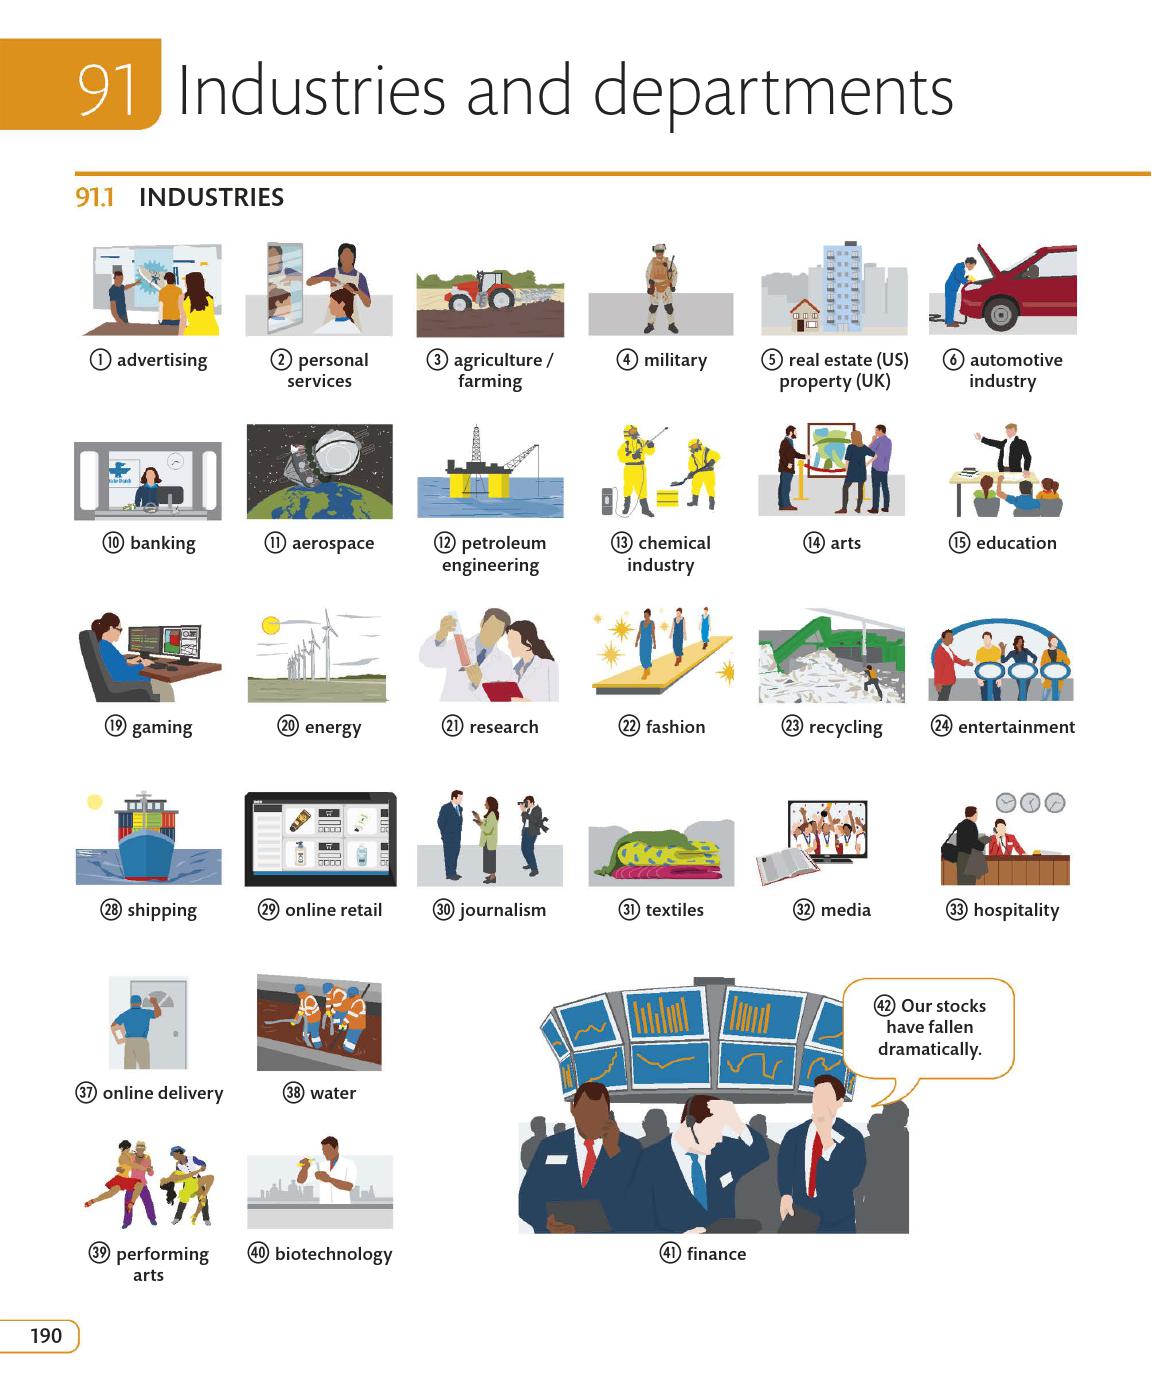 91 Industries and departments
91.1 INDUSTRIES
① advertising
② personal
services
③ agriculture /
farming
④ military
⑤ real estate (US)
property (UK)
⑥ automotive
industry
⑩ banking
⑪ aerospace
⑫ petroleum
engineering
⑬ chemical
industry
⑭ arts
⑮ education
⑲ gaming
⑳ energy
㉑ research
㉒ fashion
㉓ recycling
㉔ entertainment
㉘ shipping
㉙ online retail
㉚ journalism
㉛ textiles
㉜ media
㉝ hospitality
㊲ online delivery
㊳ water
㊴ performing
arts
㊵ biotechnology
㊶ finance
㊷ Our stocks
have fallen
dramatically.
190